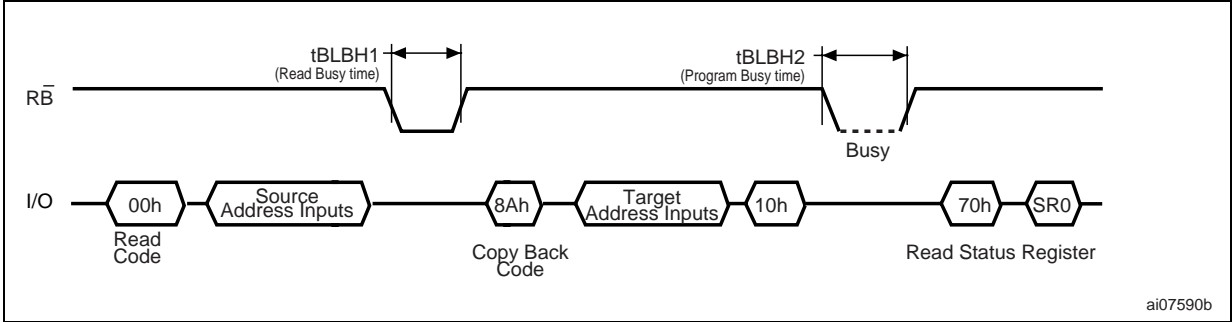 tBLBH1
(Read Busy time)
tBLBH2
(Program Busy time)
RB̅
Busy
I/O
00h
Source
Address Inputs
8Ah
Target
Address Inputs
10h
70h
SR0
Read
Code
Copy Back
Code
Read Status Register
ai07590b